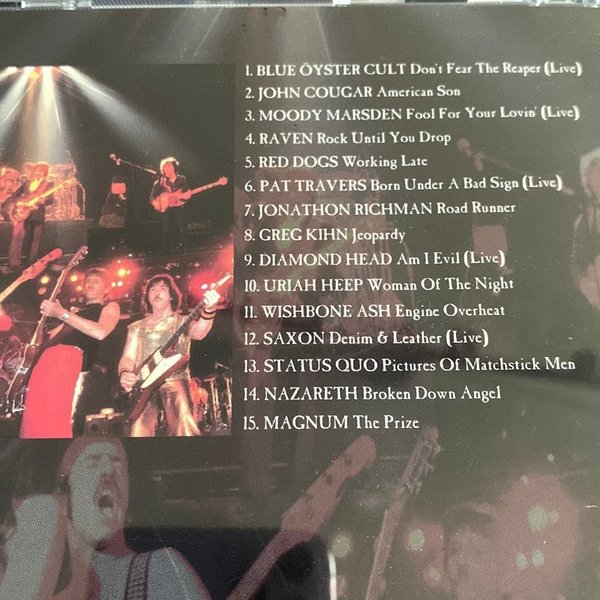 1. BLUE ÖYSTER CULT Don't Fear The Reaper (Live)
2. JOHN COUGAR American Son
3. MOODY MARSDEN Fool For Your Lovin' (Live)
4. RAVEN Rock Until You Drop
5. RED DOGS Working Late
6. PAT TRAVERS Born Under A Bad Sign (Live)
7. JONATHON RICHMAN Road Runner
8. GREG KIHN Jeopardy
9. DIAMOND HEAD Am I Evil (Live)
10. URIAH HEEP Woman Of The Night
11. WISHBONE ASH Engine Overheat
12. SAXON Denim & Leather (Live)
13. STATUS QUO Pictures Of Matchstick Men
14. NAZARETH Broken Down Angel
15. MAGNUM The Prize